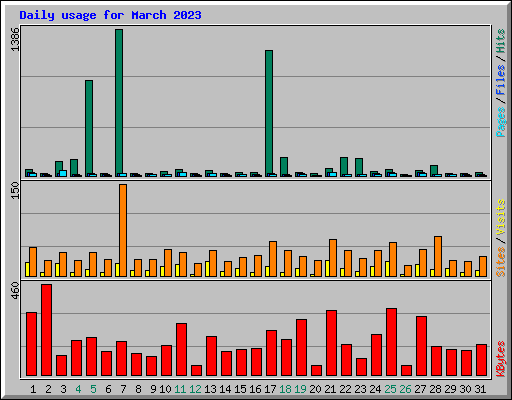 Daily usage for March 2023
1386
150
460
Pages / Files / Hits
Sites / Visits
KBytes
1 2 3 4 5 6 7 8 9 10 11 12 13 14 15 16 17 18 19 20 21 22 23 24 25 26 27 28 29 30 31